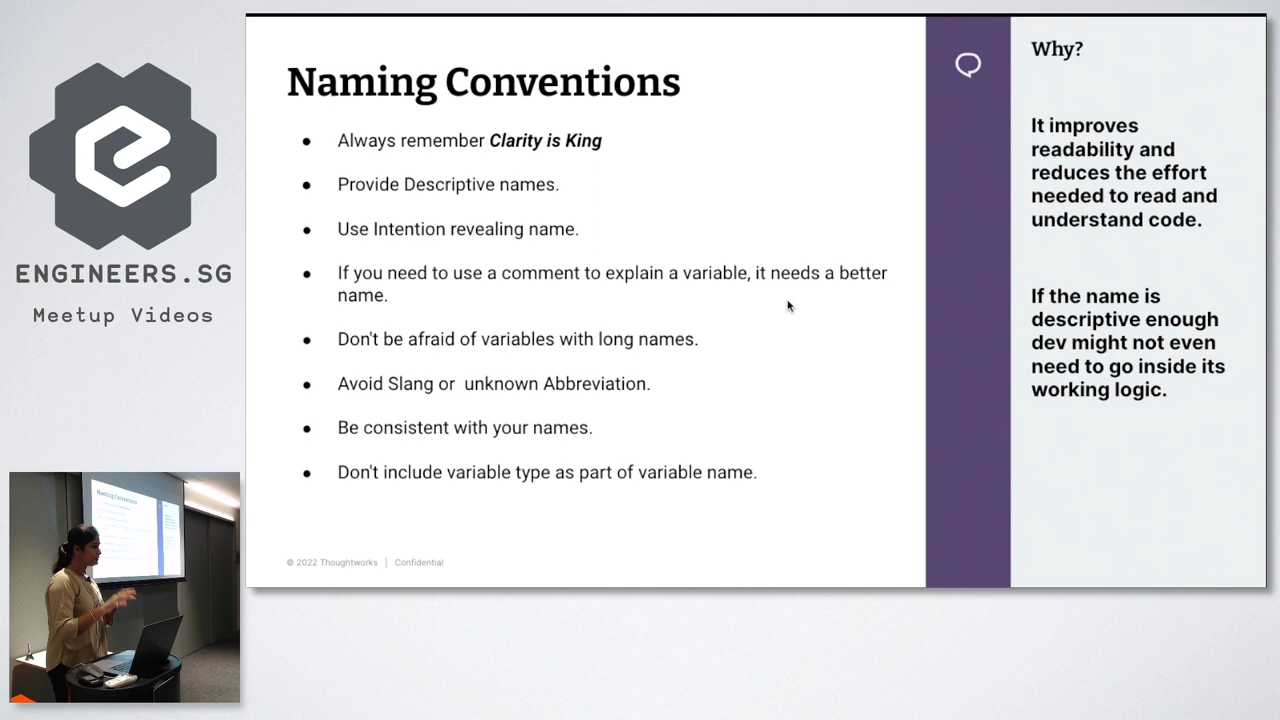 ENGINEERS.SG
Meetup Videos
Naming Conventions
● Always remember Clarity is King
● Provide Descriptive names.
● Use Intention revealing name.
● If you need to use a comment to explain a variable, it needs a better
name.
● Don't be afraid of variables with long names.
● Avoid Slang or  unknown Abbreviation.
● Be consistent with your names.
● Don't include variable type as part of variable name.
© 2022 Thoughtworks | Confidential
Why?
It improves
readability and
reduces the effort
needed to read and
understand code.
If the name is
descriptive enough
dev might not even
need to go inside its
working logic.
Naming Conventions